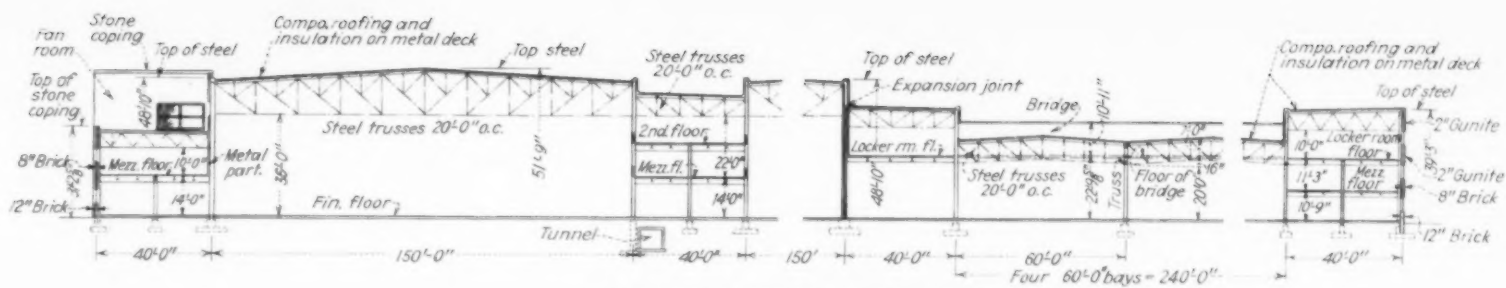 Stone
coping
Compo. roofing and
insulation on metal deck
Fan
room
Top of steel
Top steel
Steel trusses
20'-0" o.c.
Top of
stone
coping
48'-10"
Steel trusses 20'-0" o.c.
36'-0"
51'-9"
2nd. floor
8" Brick
Mezz. floor
10'-0"
Metal
part.
Mezz. fl.
22'-0"
12" Brick
14'-0"
Fin. floor
14'-0"
Tunnel
40'-0"
150'-0"
40'-0"
150'
Top of steel
Expansion joint
Bridge
10'-11"
7'-0"
Locker rm. fl.
48'-10"
Steel trusses
20'-0" o.c.
Truss
Floor of
bridge
16"
20'-0"
40'-0"
60'-0"
Four 60'-0" bays = 240'-0"
Compo. roofing and
insulation on metal deck
Top of steel
2" Gunite
Locker room
floor
10'-0"
39'-3"
11'-3"
Mezz.
floor
2" Gunite
8" Brick
10'-9"
12" Brick
40'-0"